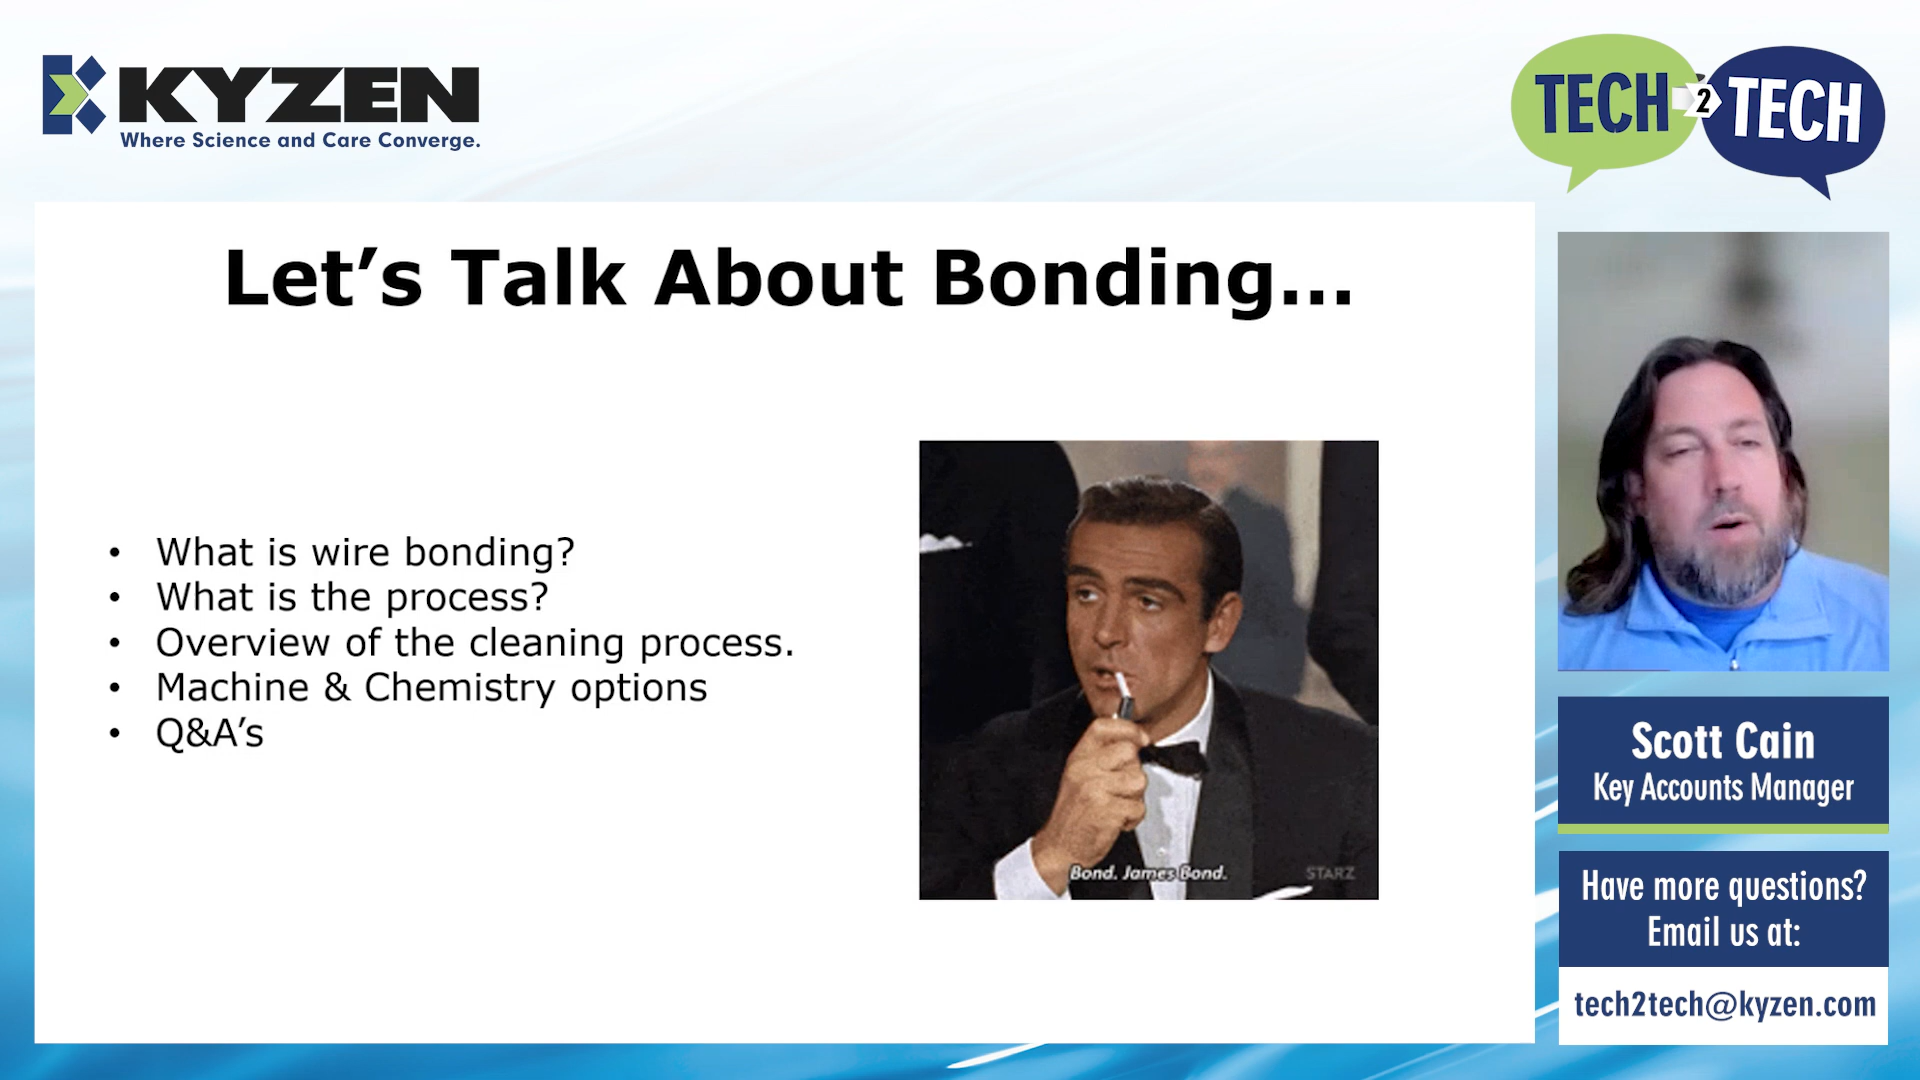 KYZEN
Where Science and Care Converge.
TECH 2 TECH
Let’s Talk About Bonding...
• What is wire bonding?
• What is the process?
• Overview of the cleaning process.
• Machine & Chemistry options
• Q&A’s
Bond. James Bond.
STARZ
Scott Cain
Key Accounts Manager
Have more questions?
Email us at:
tech2tech@kyzen.com